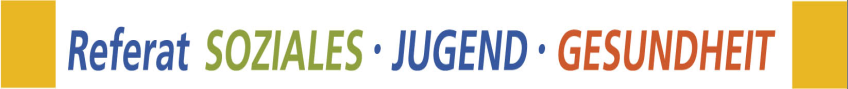 Referat SOZIALES · JUGEND · GESUNDHEIT